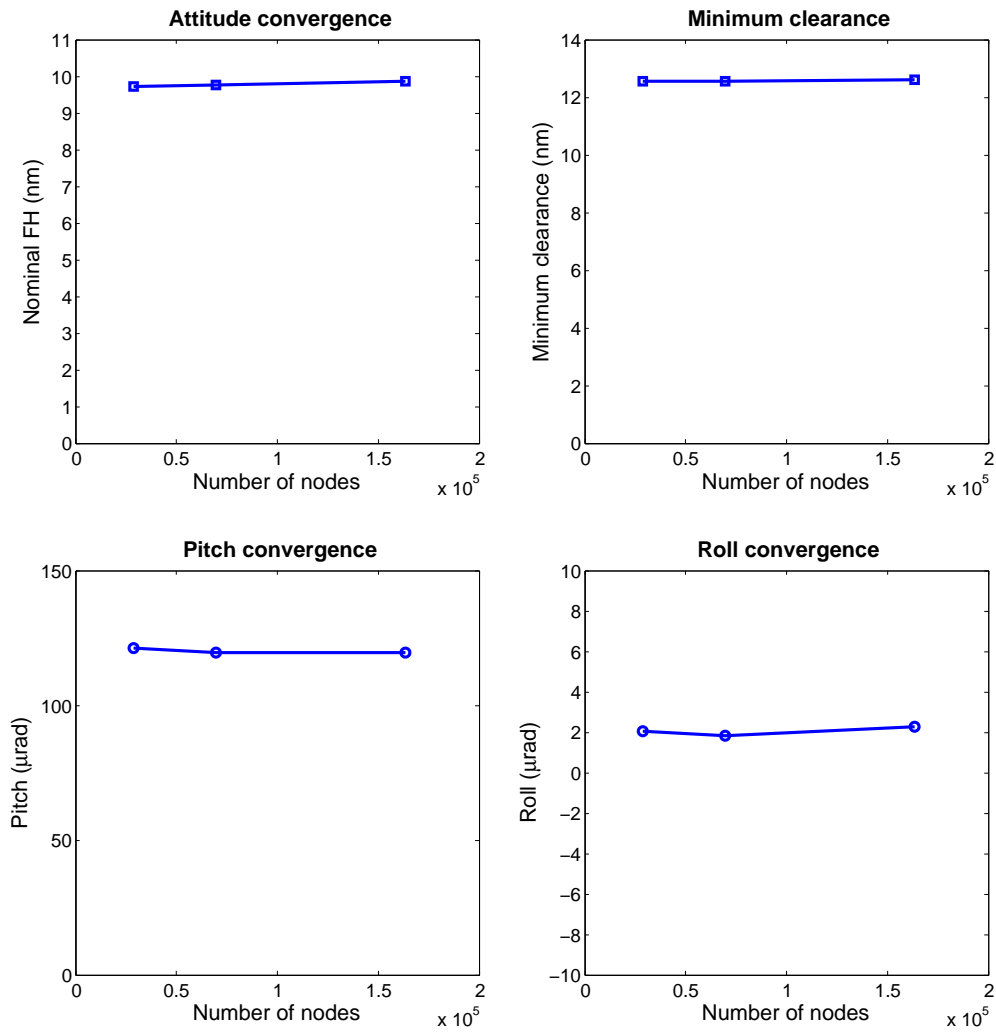 Attitude convergence
Nominal FH (nm)
11
10
9
8
7
6
5
4
3
2
1
0
0 0.5 1 1.5 2
Number of nodes
x 10^5
Minimum clearance
Minimum clearance (nm)
14
12
10
8
6
4
2
0
0 0.5 1 1.5 2
Number of nodes
x 10^5
Pitch convergence
Pitch (μrad)
150
100
50
0
0 0.5 1 1.5 2
Number of nodes
x 10^5
Roll convergence
Roll (μrad)
10
8
6
4
2
0
−2
−4
−6
−8
−10
0 0.5 1 1.5 2
Number of nodes
x 10^5